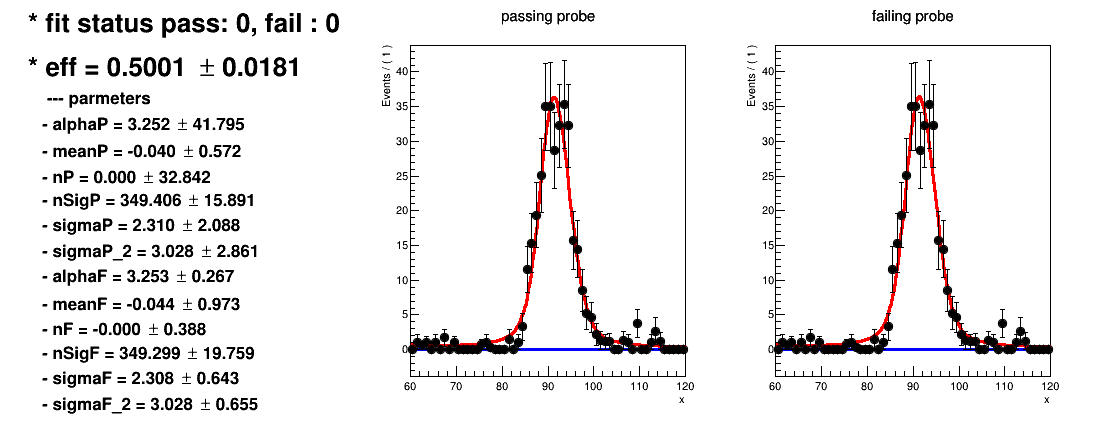 * fit status pass: 0, fail : 0
* eff = 0.5001 ± 0.0181
--- parmeters
- alphaP = 3.252 ± 41.795
- meanP = -0.040 ± 0.572
- nP = 0.000 ± 32.842
- nSigP = 349.406 ± 15.891
- sigmaP = 2.310 ± 2.088
- sigmaP_2 = 3.028 ± 2.861
- alphaF = 3.253 ± 0.267
- meanF = -0.044 ± 0.973
- nF = -0.000 ± 0.388
- nSigF = 349.299 ± 19.759
- sigmaF = 2.308 ± 0.643
- sigmaF_2 = 3.028 ± 0.655
passing probe
Events / ( 1 )
40
35
30
25
20
15
10
5
0
60 70 80 90 100 110 120
x
failing probe
Events / ( 1 )
40
35
30
25
20
15
10
5
0
60 70 80 90 100 110 120
x